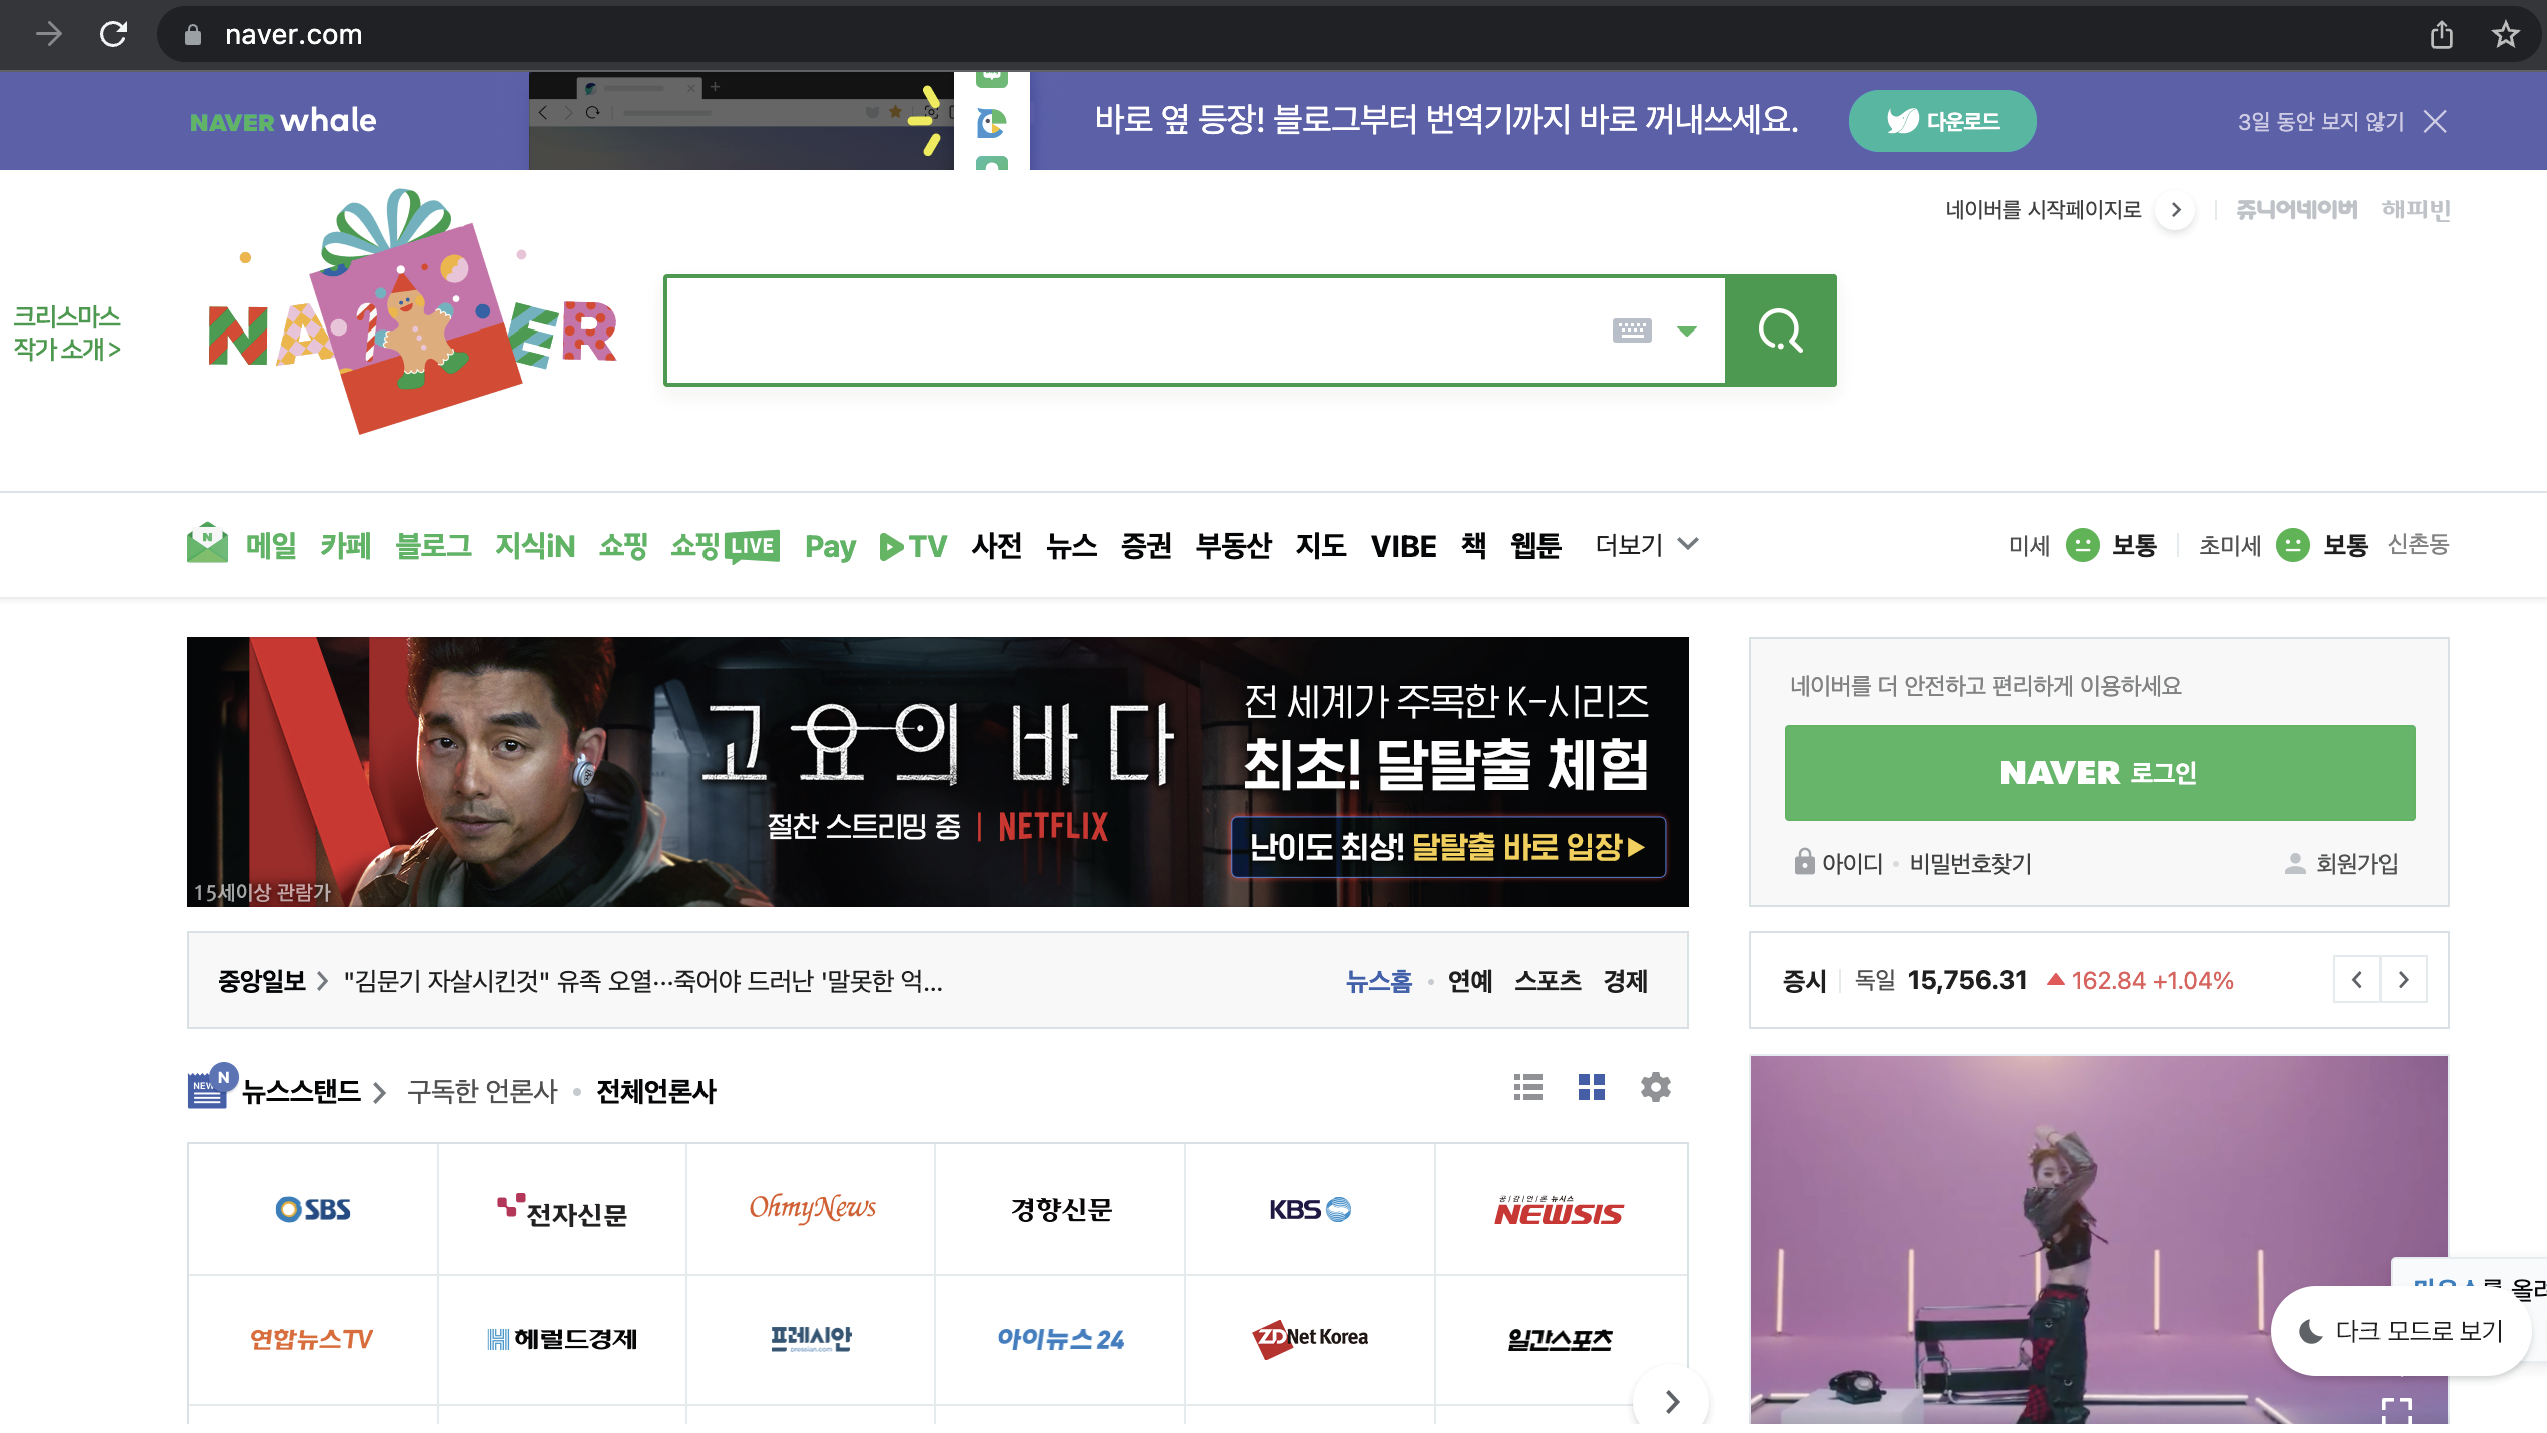 naver.com
NAVER whale
바로 옆 등장! 블로그부터 번역기까지 바로 꺼내쓰세요.
다운로드
3일 동안 보지 않기
네이버를 시작페이지로
쥬니어네이버 해피빈
크리스마스
작가 소개 >
NAVER
메일 카페 블로그 지식iN 쇼핑 쇼핑 LIVE Pay TV 사전 뉴스 증권 부동산 지도 VIBE 책 웹툰 더보기
미세 보통 초미세 보통 신촌동
고요의 바다
절찬 스트리밍 중 | NETFLIX
15세이상 관람가
전 세계가 주목한 K-시리즈
최초! 달탈출 체험
난이도 최상! 달탈출 바로 입장▶
네이버를 더 안전하고 편리하게 이용하세요
NAVER 로그인
아이디 · 비밀번호찾기
회원가입
중앙일보 > "김문기 자살시킨것" 유족 오열…죽어야 드러난 '말못한 억...
뉴스홈 · 연예 스포츠 경제
증시 독일 15,756.31 ▲ 162.84 +1.04%
NEW N 뉴스스탠드 > 구독한 언론사 · 전체언론사
SBS 전자신문 OhmyNews 경향신문 KBS 공|감|언|론 뉴시스 NEWSIS
연합뉴스TV 헤럴드경제 프레시안 pressian.com 아이뉴스24 ZDNet Korea 일간스포츠
를 올려
다크 모드로 보기